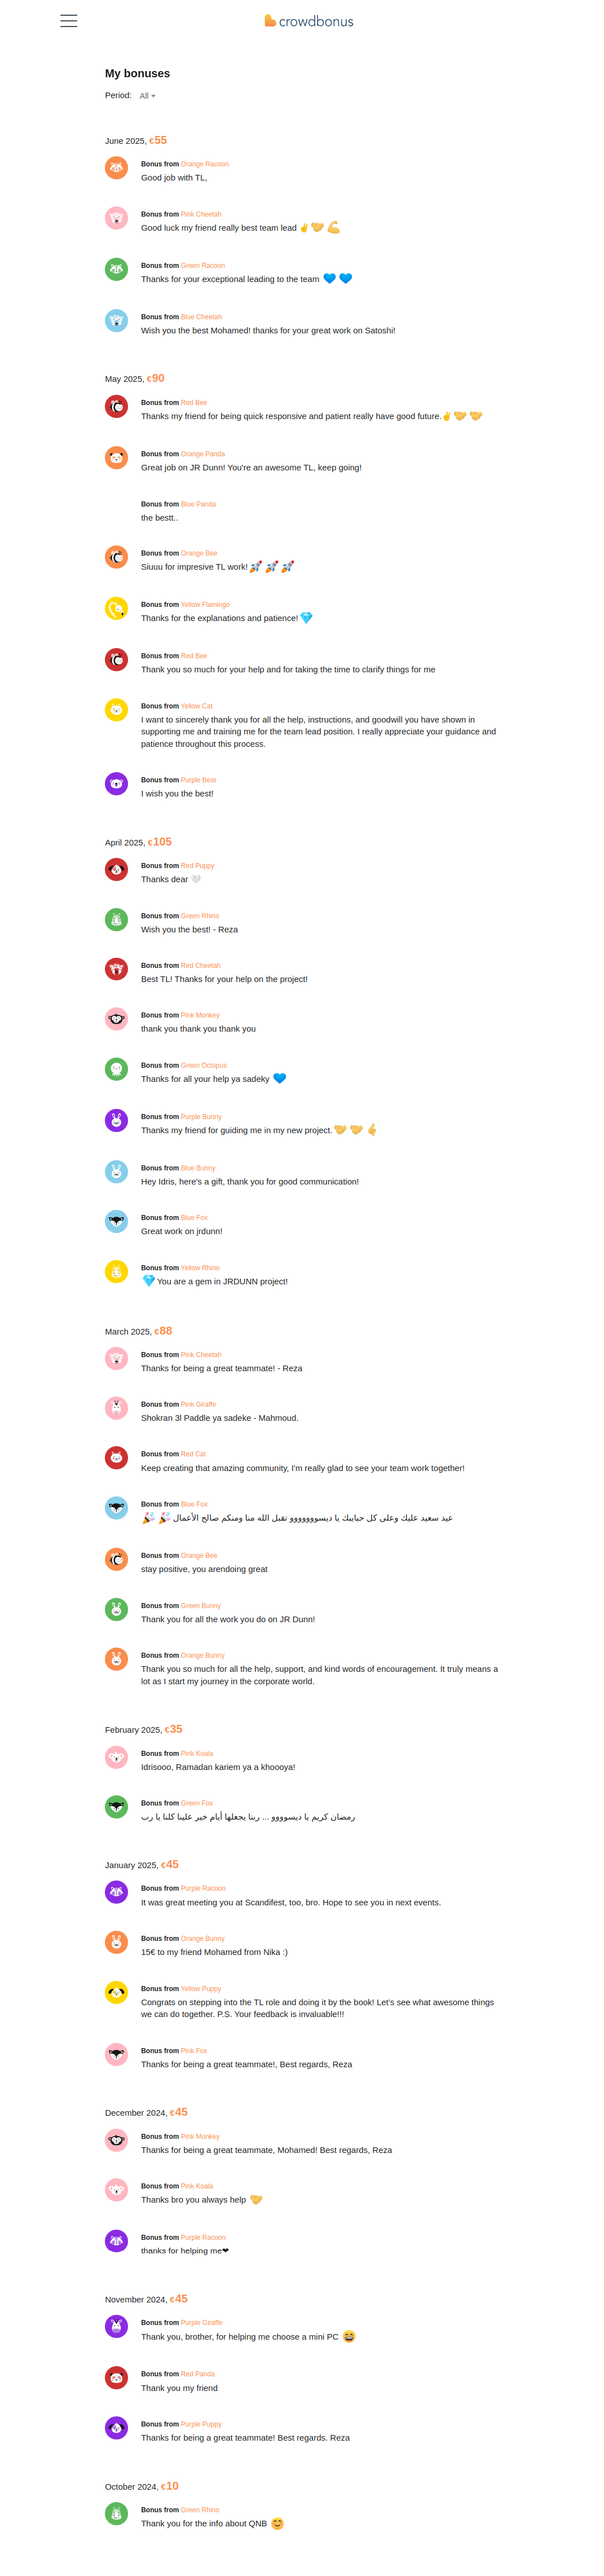 crowdbonus
My bonuses
Period: All
June 2025, €55
Bonus from Orange Racoon
Good job with TL,
Bonus from Pink Cheetah
Good luck my friend really best team lead ✌️🤝💪
Bonus from Green Racoon
Thanks for your exceptional leading to the team 💙💙
Bonus from Blue Cheetah
Wish you the best Mohamed! thanks for your great work on Satoshi!
May 2025, €90
Bonus from Red Bee
Thanks my friend for being quick responsive and patient really have good future.✌️🤝🤝
Bonus from Orange Panda
Great job on JR Dunn! You're an awesome TL, keep going!
Bonus from Blue Panda
the bestt..
Bonus from Orange Bee
Siuuu for impresive TL work!🚀🚀🚀
Bonus from Yellow Flamingo
Thanks for the explanations and patience!💎
Bonus from Red Bee
Thank you so much for your help and for taking the time to clarify things for me
Bonus from Yellow Cat
I want to sincerely thank you for all the help, instructions, and goodwill you have shown in
supporting me and training me for the team lead position. I really appreciate your guidance and
patience throughout this process.
Bonus from Purple Bear
I wish you the best!
April 2025, €105
Bonus from Red Puppy
Thanks dear 🤍
Bonus from Green Rhino
Wish you the best! - Reza
Bonus from Red Cheetah
Best TL! Thanks for your help on the project!
Bonus from Pink Monkey
thank you thank you thank you
Bonus from Green Octopus
Thanks for all your help ya sadeky 💙
Bonus from Purple Bunny
Thanks my friend for guiding me in my new project.🤝🤝🫰
Bonus from Blue Bunny
Hey Idris, here's a gift, thank you for good communication!
Bonus from Blue Fox
Great work on jrdunn!
Bonus from Yellow Rhino
💎You are a gem in JRDUNN project!
March 2025, €88
Bonus from Pink Cheetah
Thanks for being a great teammate! - Reza
Bonus from Pink Giraffe
Shokran 3l Paddle ya sadeke - Mahmoud.
Bonus from Red Cat
Keep creating that amazing community, I'm really glad to see your team work together!
Bonus from Blue Fox
عيد سعيد عليك وعلى كل حبايبك يا ديسوووووووو تقبل الله منا ومنكم صالح الأعمال 🎉🎉
Bonus from Orange Bee
stay positive, you arendoing great
Bonus from Green Bunny
Thank you for all the work you do on JR Dunn!
Bonus from Orange Bunny
Thank you so much for all the help, support, and kind words of encouragement. It truly means a
lot as I start my journey in the corporate world.
February 2025, €35
Bonus from Pink Koala
Idrisooo, Ramadan kariem ya a khoooya!
Bonus from Green Fox
رمضان كريم يا ديسوووو ... ربنا يجعلها أيام خير علينا كلنا يا رب
January 2025, €45
Bonus from Purple Racoon
It was great meeting you at Scandifest, too, bro. Hope to see you in next events.
Bonus from Orange Bunny
15€ to my friend Mohamed from Nika :)
Bonus from Yellow Puppy
Congrats on stepping into the TL role and doing it by the book! Let's see what awesome things
we can do together. P.S. Your feedback is invaluable!!!
Bonus from Pink Fox
Thanks for being a great teammate!, Best regards, Reza
December 2024, €45
Bonus from Pink Monkey
Thanks for being a great teammate, Mohamed! Best regards, Reza
Bonus from Pink Koala
Thanks bro you always help 🤝
Bonus from Purple Racoon
thanks for helping me❤
November 2024, €45
Bonus from Purple Giraffe
Thank you, brother, for helping me choose a mini PC 😄
Bonus from Red Panda
Thank you my friend
Bonus from Purple Puppy
Thanks for being a great teammate! Best regards. Reza
October 2024, €10
Bonus from Green Rhino
Thank you for the info about QNB 😊